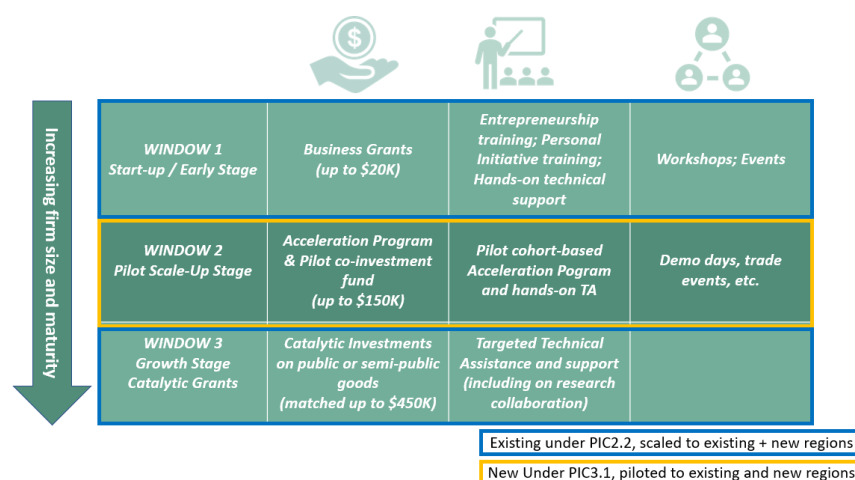 $
Increasing firm size and maturity
WINDOW 1
Start-up / Early Stage
Business Grants
(up to $20K)
Entrepreneurship
training; Personal
Initiative training;
Hands-on technical
support
Workshops; Events
WINDOW 2
Pilot Scale-Up Stage
Acceleration Program
& Pilot co-investment
fund
(up to $150K)
Pilot cohort-based
Acceleration Pogram
and hands-on TA
Demo days, trade
events, etc.
WINDOW 3
Growth Stage
Catalytic Grants
Catalytic Investments
on public or semi-public
goods
(matched up to $450K)
Targeted Technical
Assistance and support
(including on research
collaboration)
Existing under PIC2.2, scaled to existing + new regions
New Under PIC3.1, piloted to existing and new regions